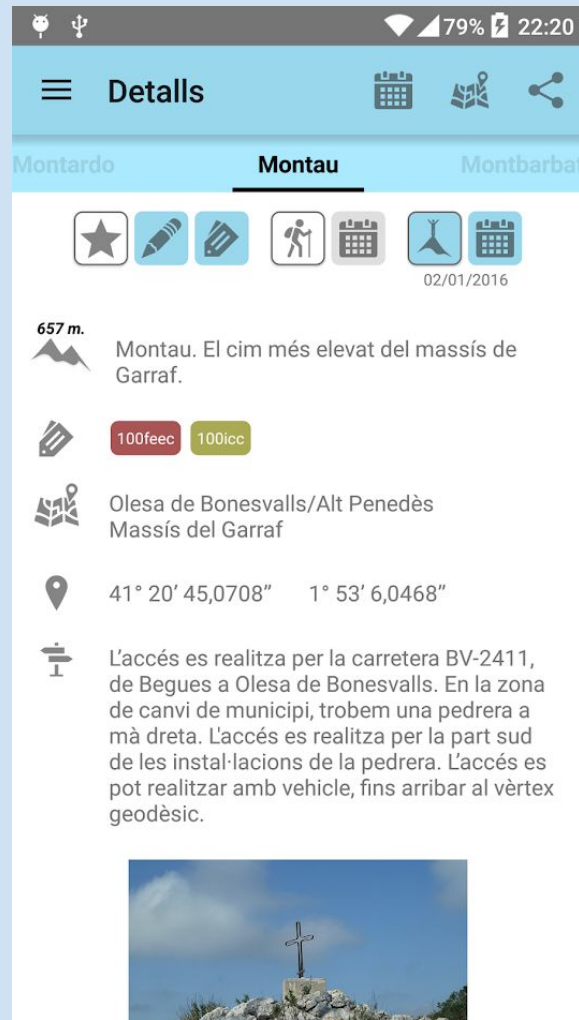 79% 22:20
Detalls
Montardo Montau Montbarbat
02/01/2016
657 m.
Montau. El cim més elevat del massís de
Garraf.
100feec 100icc
Olesa de Bonesvalls/Alt Penedès
Massís del Garraf
41° 20′ 45,0708″ 1° 53′ 6,0468″
L’accés es realitza per la carretera BV-2411,
de Begues a Olesa de Bonesvalls. En la zona
de canvi de municipi, trobem una pedrera a
mà dreta. L'accés es realitza per la part sud
de les instal·lacions de la pedrera. L’accés es
pot realitzar amb vehicle, fins arribar al vèrtex
geodèsic.